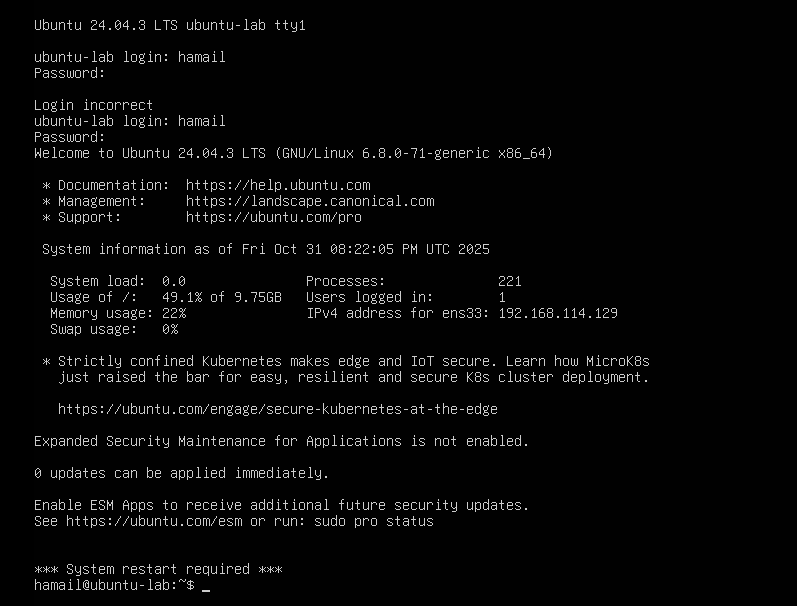 Ubuntu 24.04.3 LTS ubuntu-lab tty1
ubuntu-lab login: hamail
Password:
Login incorrect
ubuntu-lab login: hamail
Password:
Welcome to Ubuntu 24.04.3 LTS (GNU/Linux 6.8.0-71-generic x86_64)
* Documentation:  https://help.ubuntu.com
* Management:     https://landscape.canonical.com
* Support:        https://ubuntu.com/pro
System information as of Fri Oct 31 08:22:05 PM UTC 2025
System load:  0.0               Processes:              221
Usage of /:   49.1% of 9.75GB   Users logged in:        1
Memory usage: 22%               IPv4 address for ens33: 192.168.114.129
Swap usage:   0%
* Strictly confined Kubernetes makes edge and IoT secure. Learn how MicroK8s
just raised the bar for easy, resilient and secure K8s cluster deployment.
https://ubuntu.com/engage/secure-kubernetes-at-the-edge
Expanded Security Maintenance for Applications is not enabled.
0 updates can be applied immediately.
Enable ESM Apps to receive additional future security updates.
See https://ubuntu.com/esm or run: sudo pro status
*** System restart required ***
hamail@ubuntu-lab:~$ _